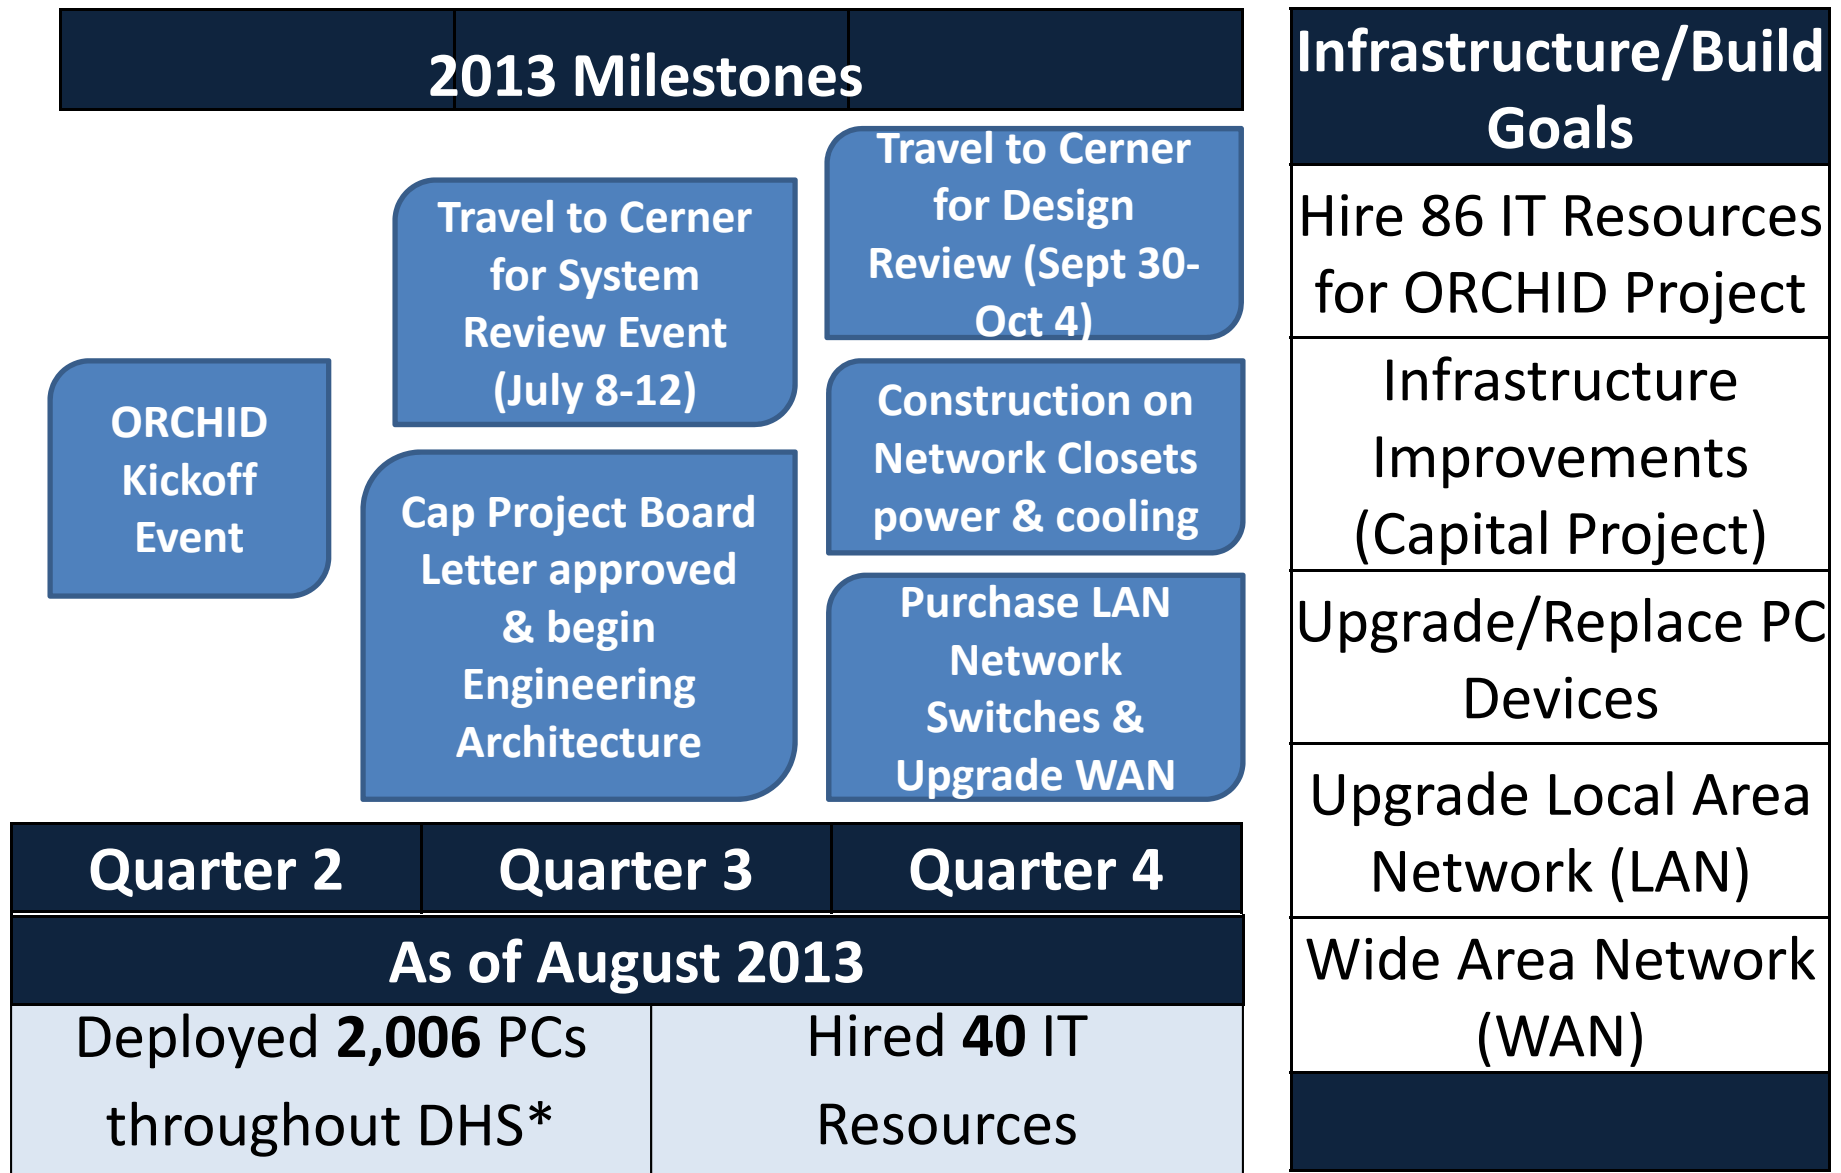 2013 Milestones
ORCHID
Kickoff
Event
Travel to Cerner
for System
Review Event
(July 8-12)
Cap Project Board
Letter approved
& begin
Engineering
Architecture
Travel to Cerner
for Design
Review (Sept 30-
Oct 4)
Construction on
Network Closets
power & cooling
Purchase LAN
Network
Switches &
Upgrade WAN
Quarter 2
Quarter 3
Quarter 4
As of August 2013
Deployed 2,006 PCs
throughout DHS*
Hired 40 IT
Resources
Infrastructure/Build
Goals
Hire 86 IT Resources
for ORCHID Project
Infrastructure
Improvements
(Capital Project)
Upgrade/Replace PC
Devices
Upgrade Local Area
Network (LAN)
Wide Area Network
(WAN)